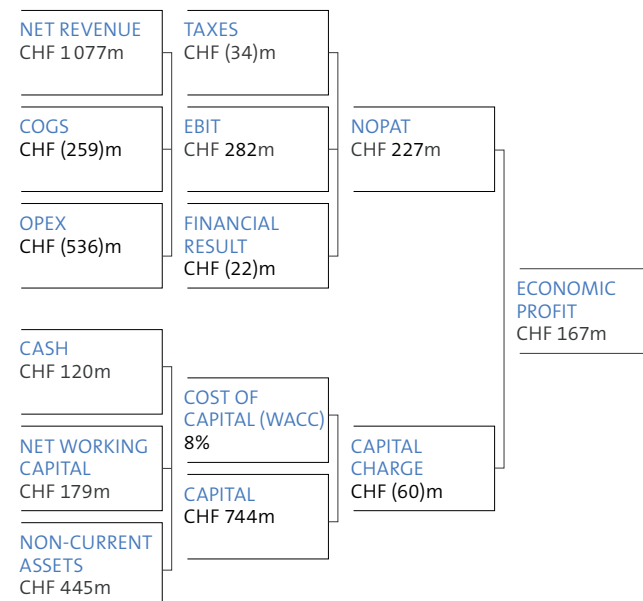 NET REVENUE
CHF 1 077m
TAXES
CHF (34)m
COGS
CHF (259)m
EBIT
CHF 282m
NOPAT
CHF 227m
OPEX
CHF (536)m
FINANCIAL
RESULT
CHF (22)m
ECONOMIC
PROFIT
CHF 167m
CASH
CHF 120m
COST OF
CAPITAL (WACC)
8%
NET WORKING
CAPITAL
CHF 179m
CAPITAL
CHF 744m
CAPITAL
CHARGE
CHF (60)m
NON-CURRENT
ASSETS
CHF 445m